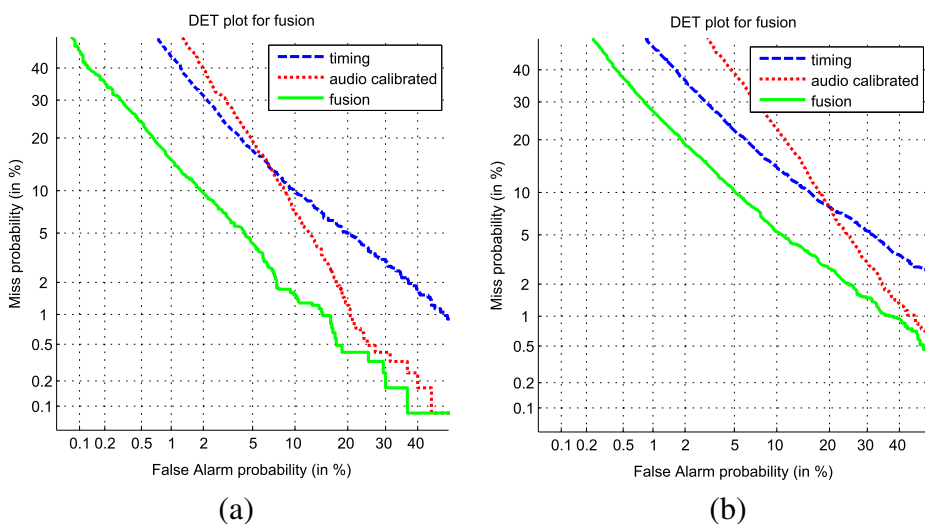 DET plot for fusion
timing
audio calibrated
fusion
Miss probability (in %)
40
30
20
10
5
2
1
0.5
0.2
0.1
0.1 0.2 0.5 1 2 5 10 20 30 40
False Alarm probability (in %)
(a)
DET plot for fusion
timing
audio calibrated
fusion
Miss probability (in %)
40
30
20
10
5
2
1
0.5
0.2
0.1
0.1 0.2 0.5 1 2 5 10 20 30 40
False Alarm probability (in %)
(b)